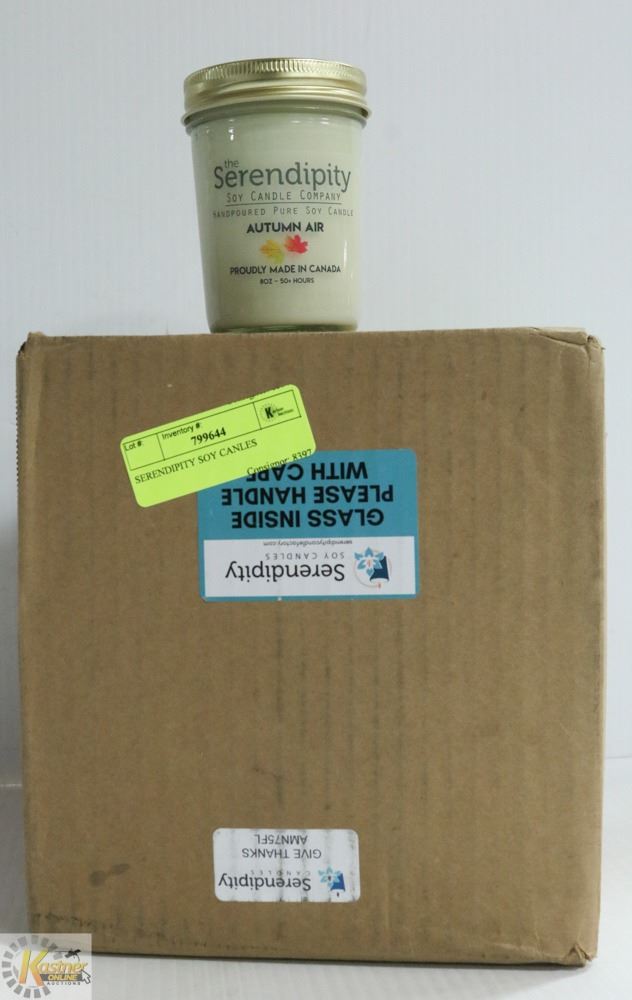 the
Serendipity
SOY CANDLE COMPANY
HANDPOURED PURE SOY CANDLE
AUTUMN AIR
PROUDLY MADE IN CANADA
8OZ - 50+ HOURS
Lot #:
Inventory #:
799644
SERENDIPITY SOY CANLES
Consignor: 8397
Serendipity
SOY CANDLES
GLASS INSIDE
PLEASE HANDLE
WITH CARE
Serendipity
CANDLES
GIVE THANKS
AMN75FL
Kastner
ONLINE
AUCTIONS